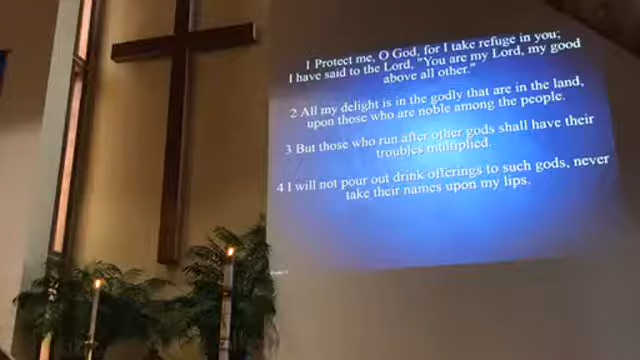 1 Protect me, O God, for I take refuge in you;
I have said to the Lord, "You are my Lord, my good
above all other."
2 All my delight is in the godly that are in the land,
upon those who are noble among the people.
3 But those who run after other gods shall have their
troubles multiplied.
4 I will not pour out drink offerings to such gods, never
take their names upon my lips.